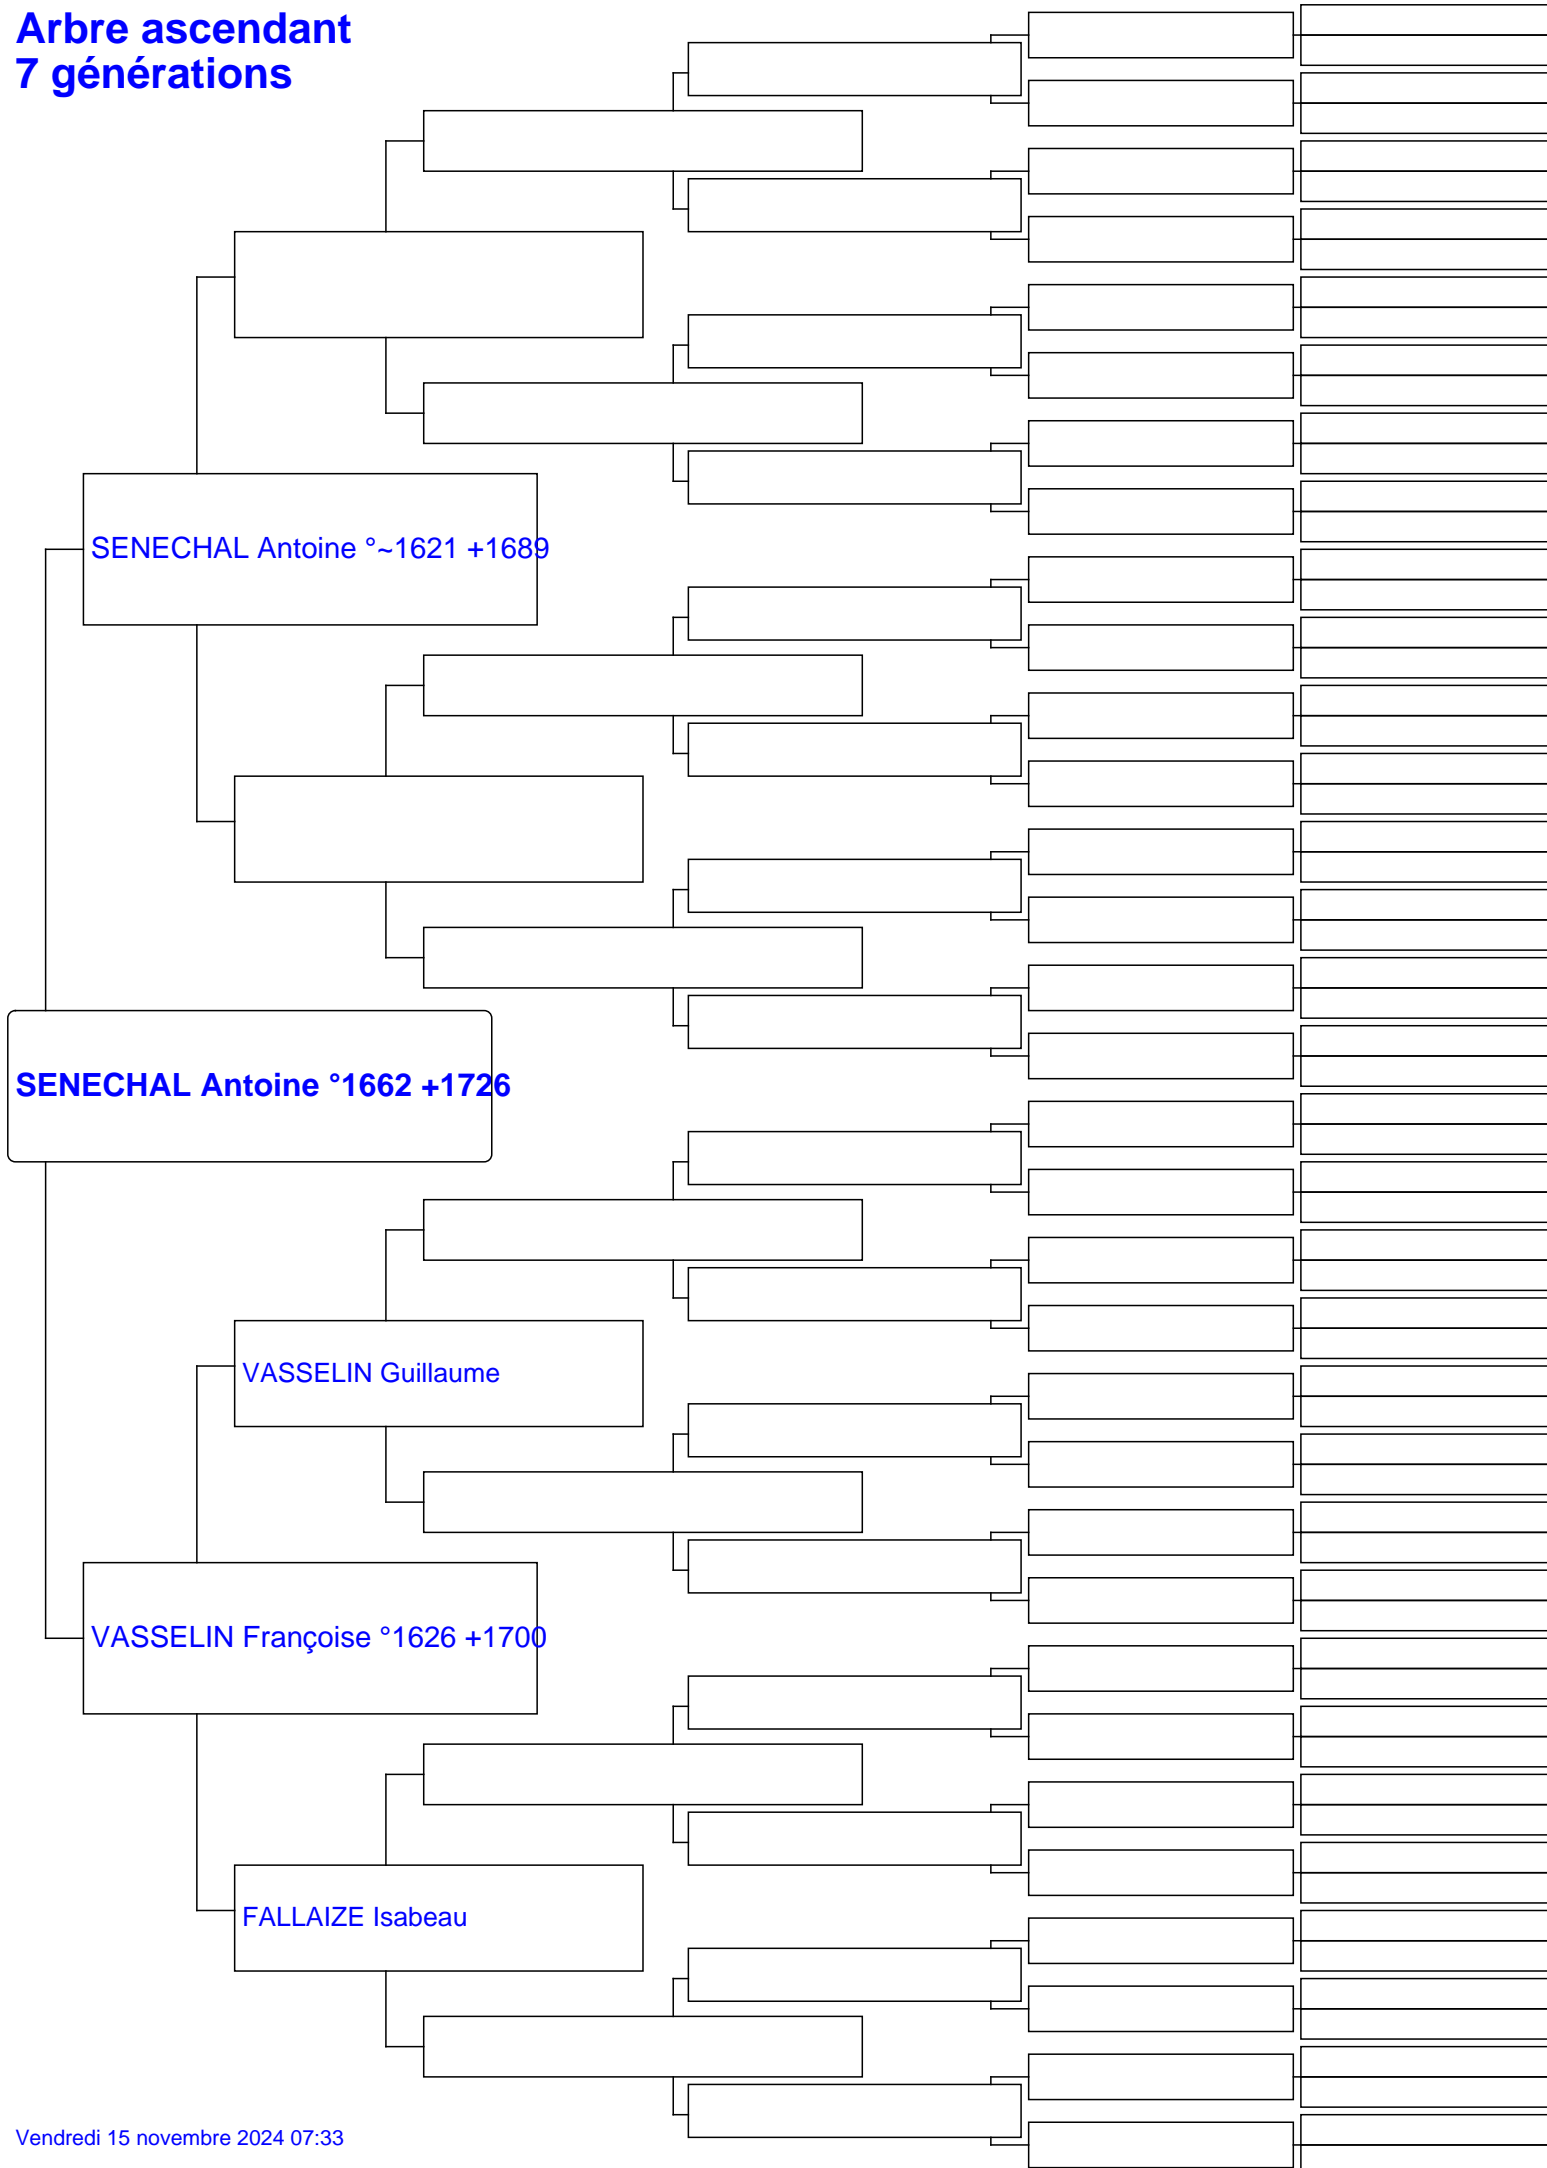 Arbre ascendant
7 générations
SENECHAL Antoine °~1621 +1689
SENECHAL Antoine °1662 +1726
VASSELIN Guillaume
VASSELIN Françoise °1626 +1700
FALLAIZE Isabeau
Vendredi 15 novembre 2024 07:33